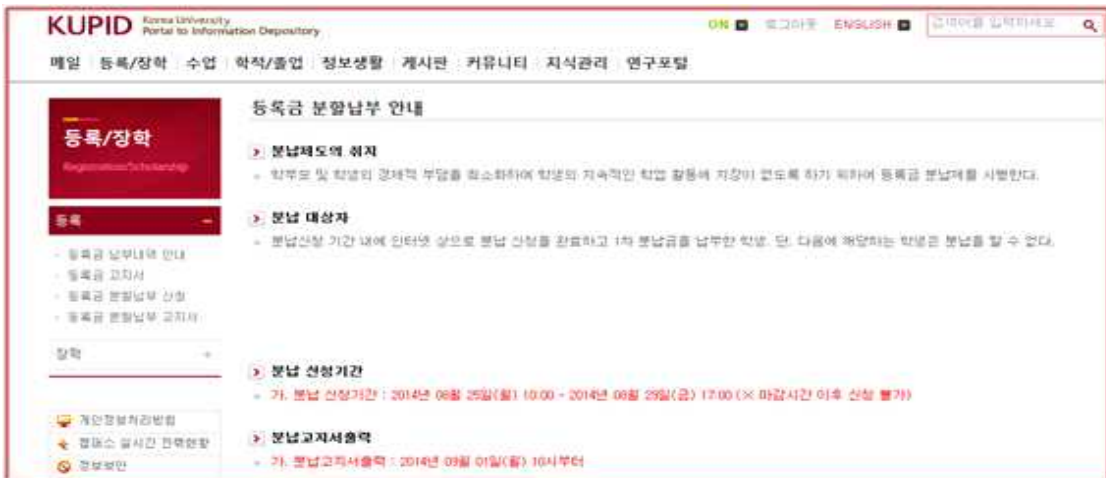 KUPID Korea University
Portal to Information Depository
ON 로그아웃 ENGLISH 검색어를 입력하세요
메일 등록/장학 수업 학적/졸업 정보생활 게시판 커뮤니티 지식관리 연구포털
등록/장학
Registration/Scholarship
등록
등록금 납부내역 안내
등록금 고지서
등록금 분할납부 신청
등록금 분할납부 고지서
장학
개인정보처리방침
캠퍼스 실시간 전력현황
정보보안
등록금 분할납부 안내
분납제도의 취지
학부모 및 학생의 경제적 부담을 최소화하여 학생의 지속적인 학업 활동에 지장이 없도록 하기 위하여 등록금 분납제를 시행한다.
분납 대상자
분납신청 기간 내에 인터넷 상으로 분납 신청을 완료하고 1차 분납금을 납부한 학생. 단, 다음에 해당하는 학생은 분납을 할 수 없다.
분납 신청기간
가. 분납 신청기간 : 2014년 08월 25일(월) 10:00 - 2014년 08월 29일(금) 17:00 (× 마감시간 이후 신청 불가)
분납고지서출력
가. 분납고지서출력 : 2014년 09월 01일(월) 10시부터